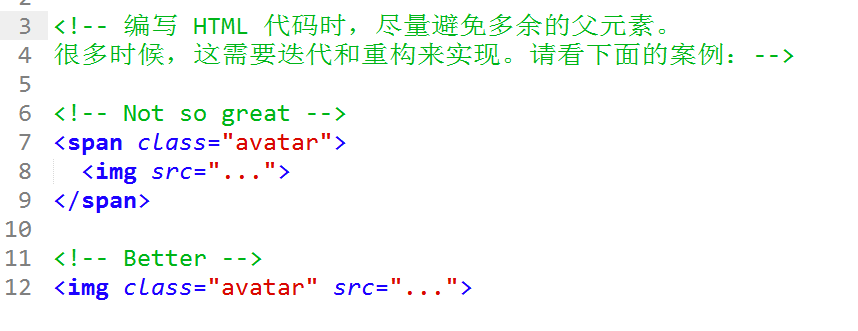 3 <!-- 编写 HTML 代码时，尽量避免多余的父元素。
4 很多时候，这需要迭代和重构来实现。请看下面的案例：-->
5
6 <!-- Not so great -->
7 <span class="avatar">
8   <img src="...">
9 </span>
10
11 <!-- Better -->
12 <img class="avatar" src="...">